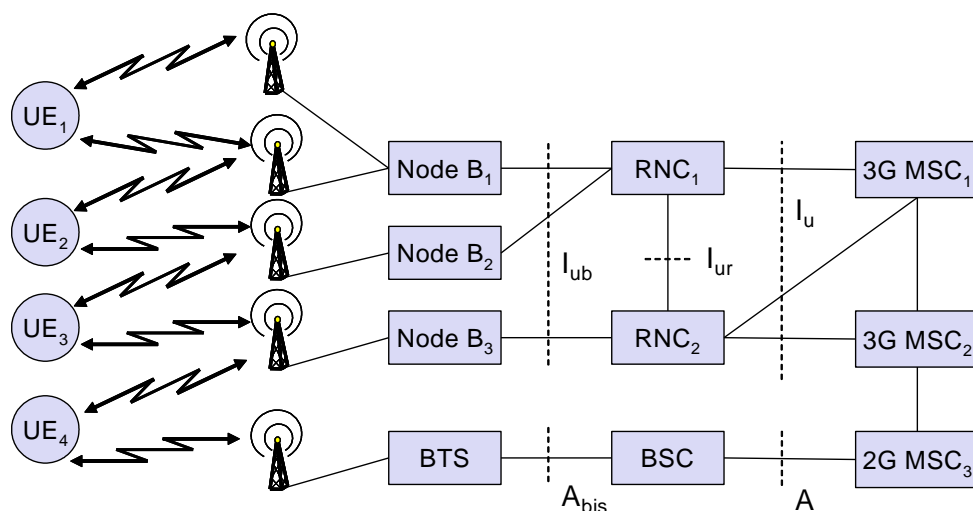 UE1
Node B1
RNC1
3G MSC1
Iu
UE2
Node B2
Iub
Iur
UE3
Node B3
RNC2
3G MSC2
UE4
BTS
BSC
2G MSC3
Abis
A